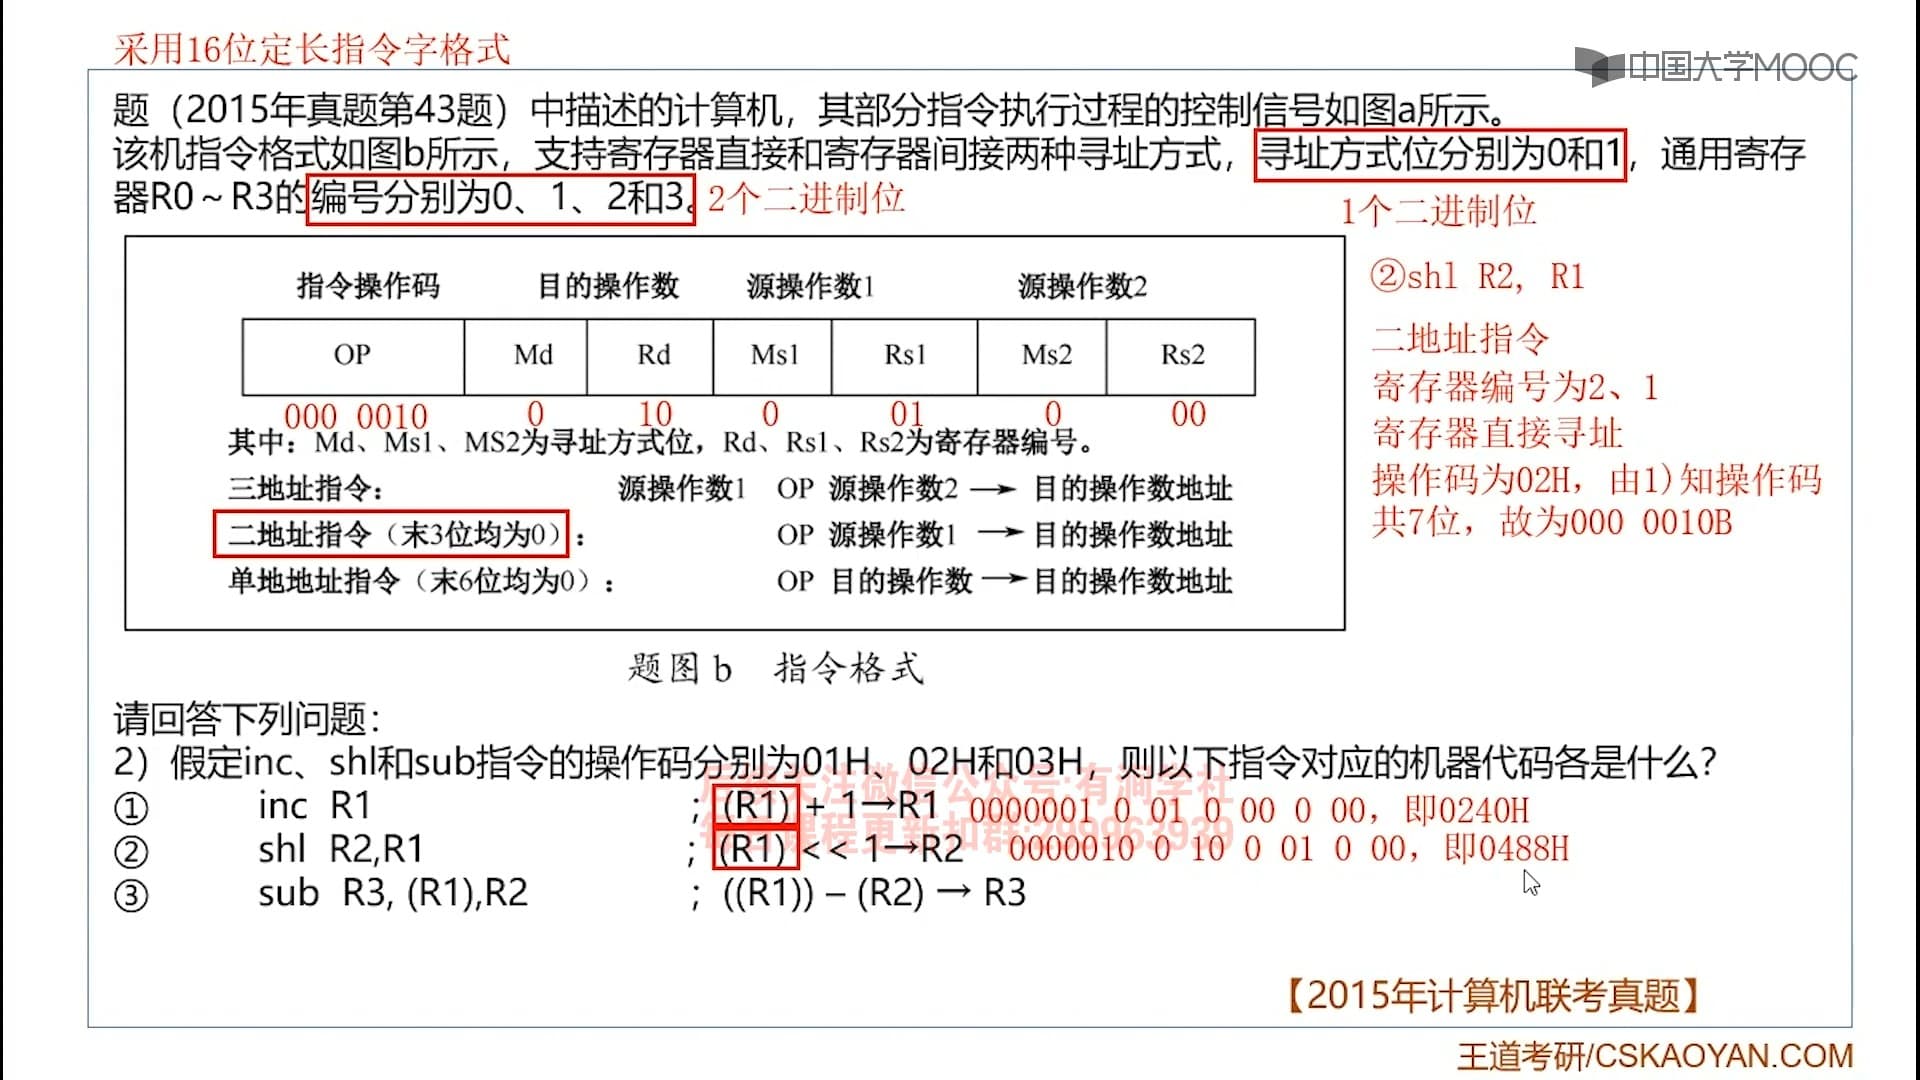 采用16位定长指令字格式
中国大学MOOC
题（2015年真题第43题）中描述的计算机，其部分指令执行过程的控制信号如图a所示。
该机指令格式如图b所示，支持寄存器直接和寄存器间接两种寻址方式，寻址方式位分别为0和1，通用寄存
器R0～R3的编号分别为0、1、2和3。 2个二进制位
1个二进制位
指令操作码 目的操作数 源操作数1 源操作数2
OP Md Rd Ms1 Rs1 Ms2 Rs2
000 0010 0 10 0 01 0 00
其中：Md、Ms1、MS2为寻址方式位，Rd、Rs1、Rs2为寄存器编号。
三地址指令： 源操作数1 OP 源操作数2 → 目的操作数地址
二地址指令（末3位均为0）： OP 源操作数1 → 目的操作数地址
单地地址指令（末6位均为0）： OP 目的操作数 → 目的操作数地址
②shl R2, R1
二地址指令
寄存器编号为2、1
寄存器直接寻址
操作码为02H，由1)知操作码
共7位，故为000 0010B
题图 b 指令格式
请回答下列问题：
2）假定inc、shl和sub指令的操作码分别为01H、02H和03H，则以下指令对应的机器代码各是什么？
后续关注微信公众号:有涧学社
① inc R1 ; (R1) + 1→R1 0000001 0 01 0 00 0 00，即0240H
每日课程更新扣群:299963939
② shl R2,R1 ; (R1) << 1→R2 0000010 0 10 0 01 0 00，即0488H
③ sub R3, (R1),R2 ; ((R1)) – (R2) → R3
【2015年计算机联考真题】
王道考研/CSKAOYAN.COM